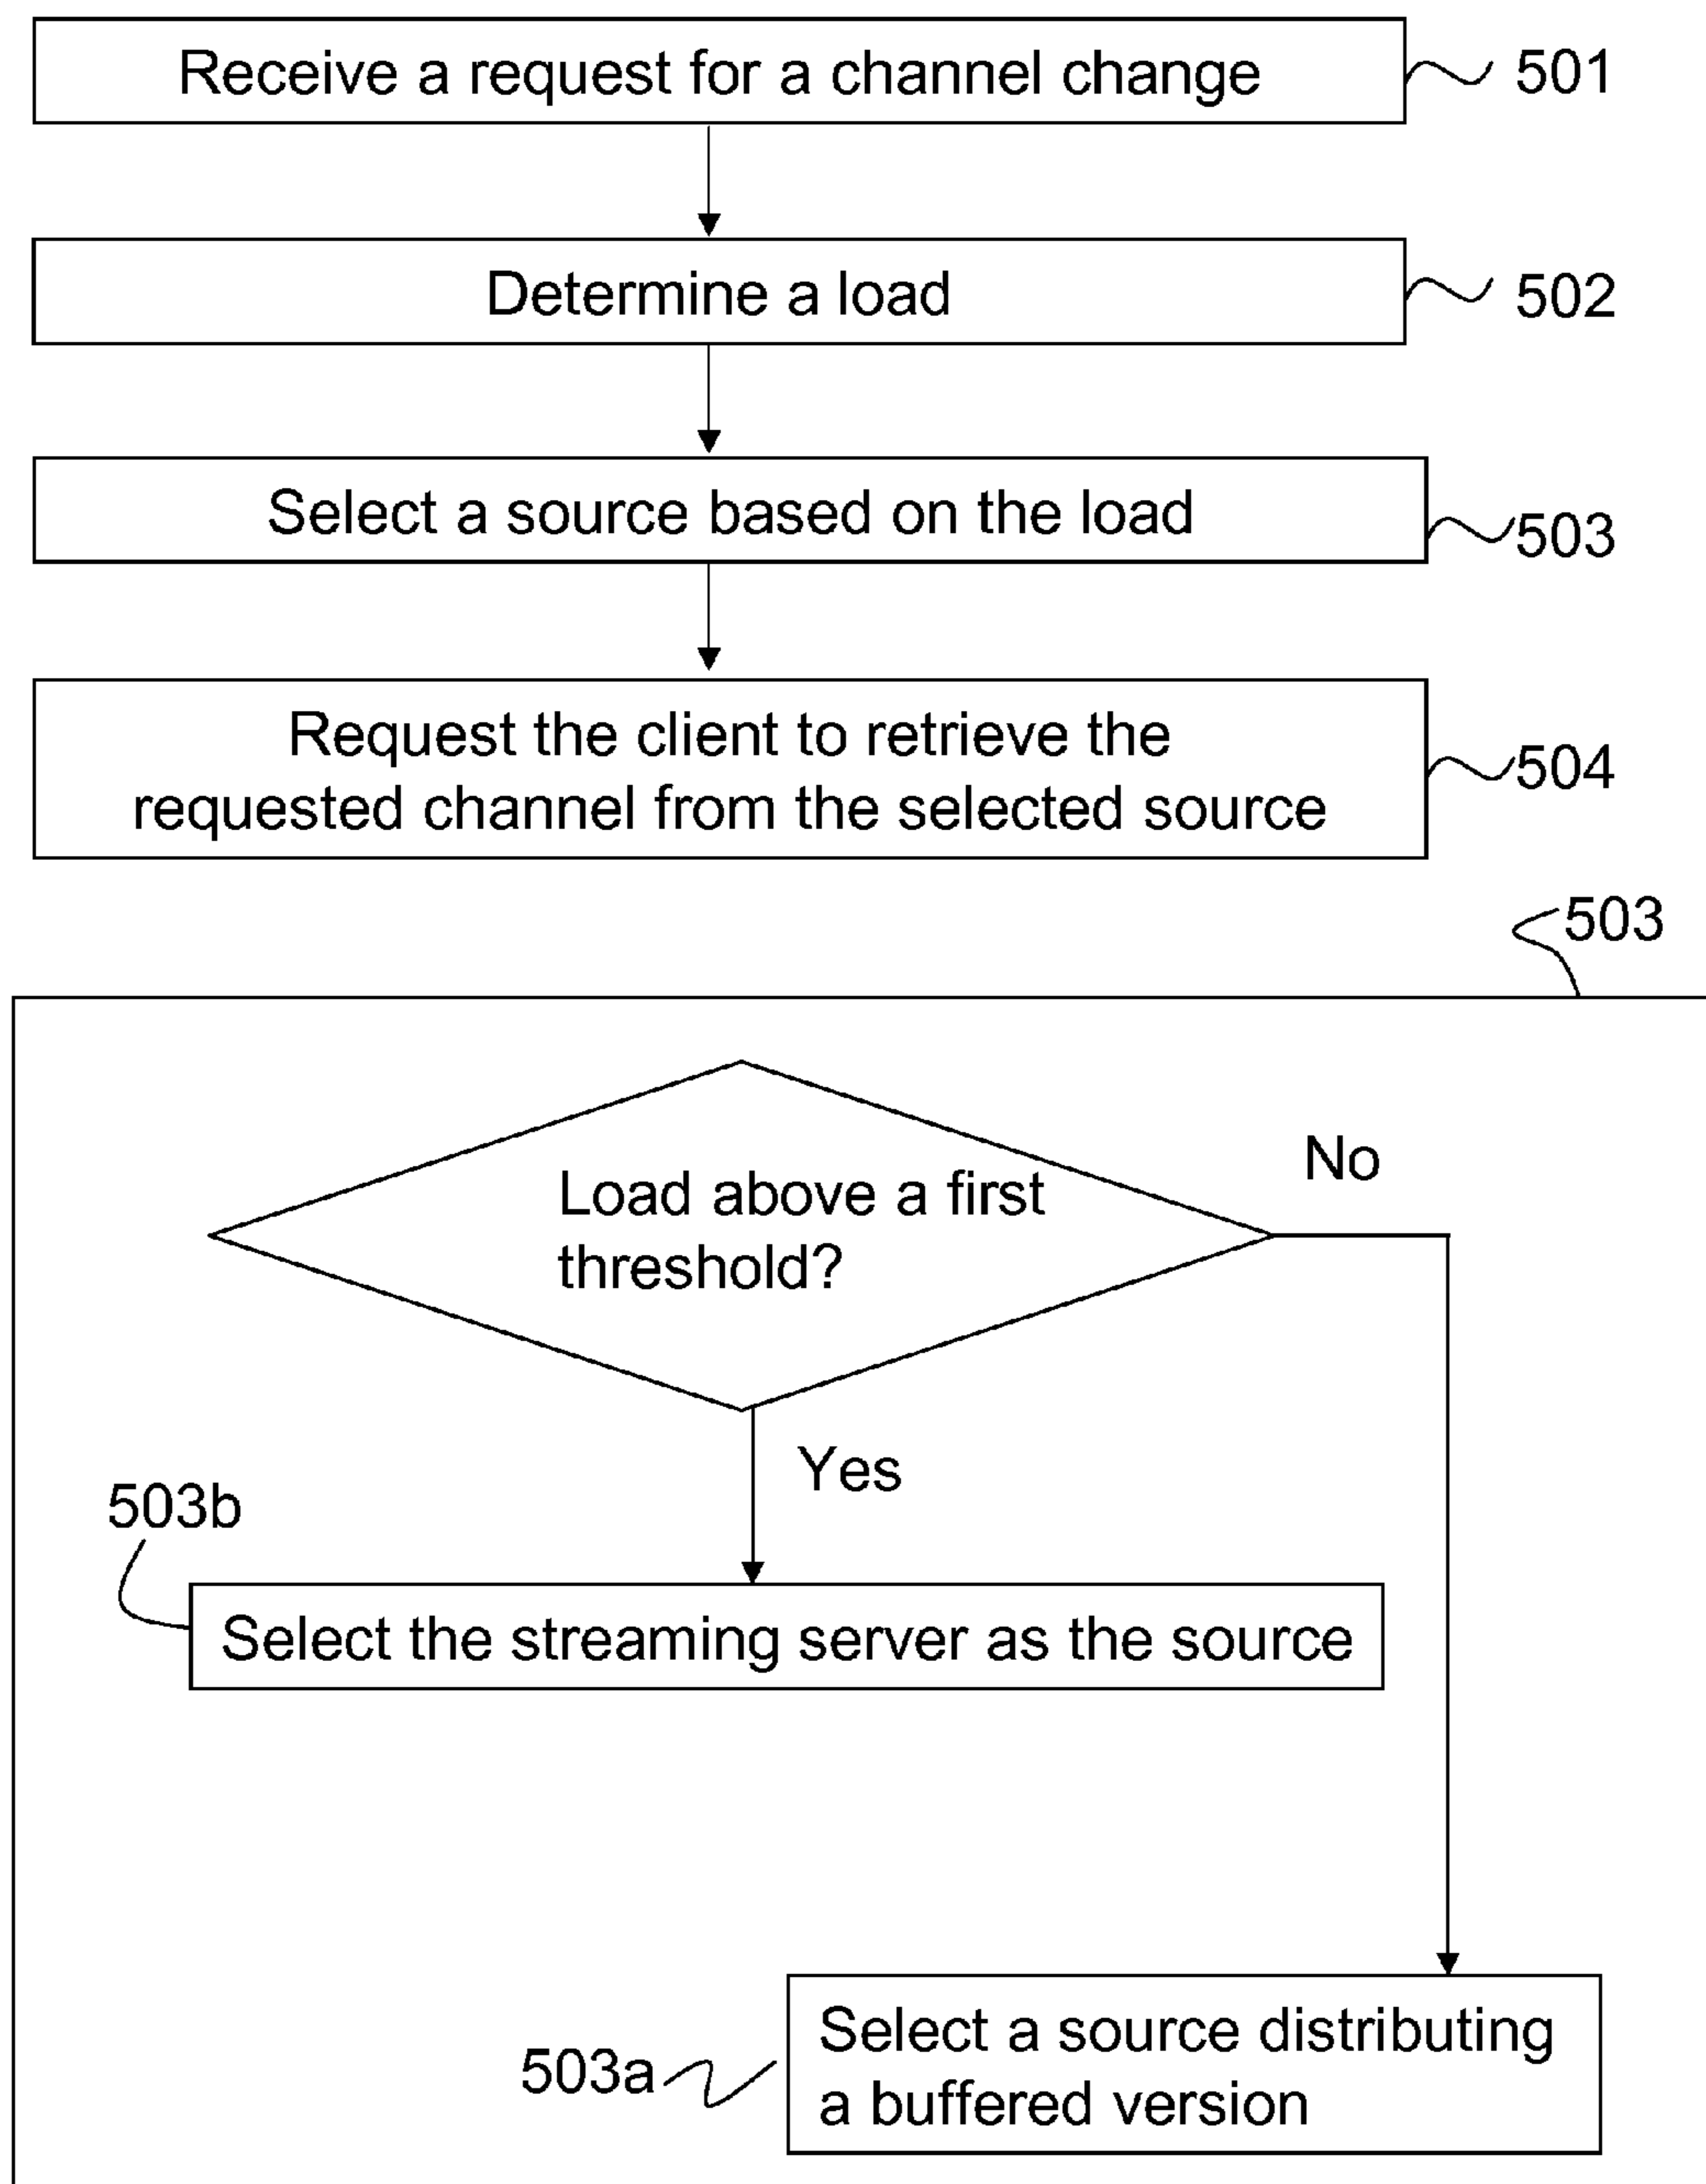 Receive a request for a channel change
501
Determine a load
502
Select a source based on the load
503
Request the client to retrieve the
requested channel from the selected source
504
503
Load above a first
threshold?
No
Yes
503b
Select the streaming server as the source
503a
Select a source distributing
a buffered version